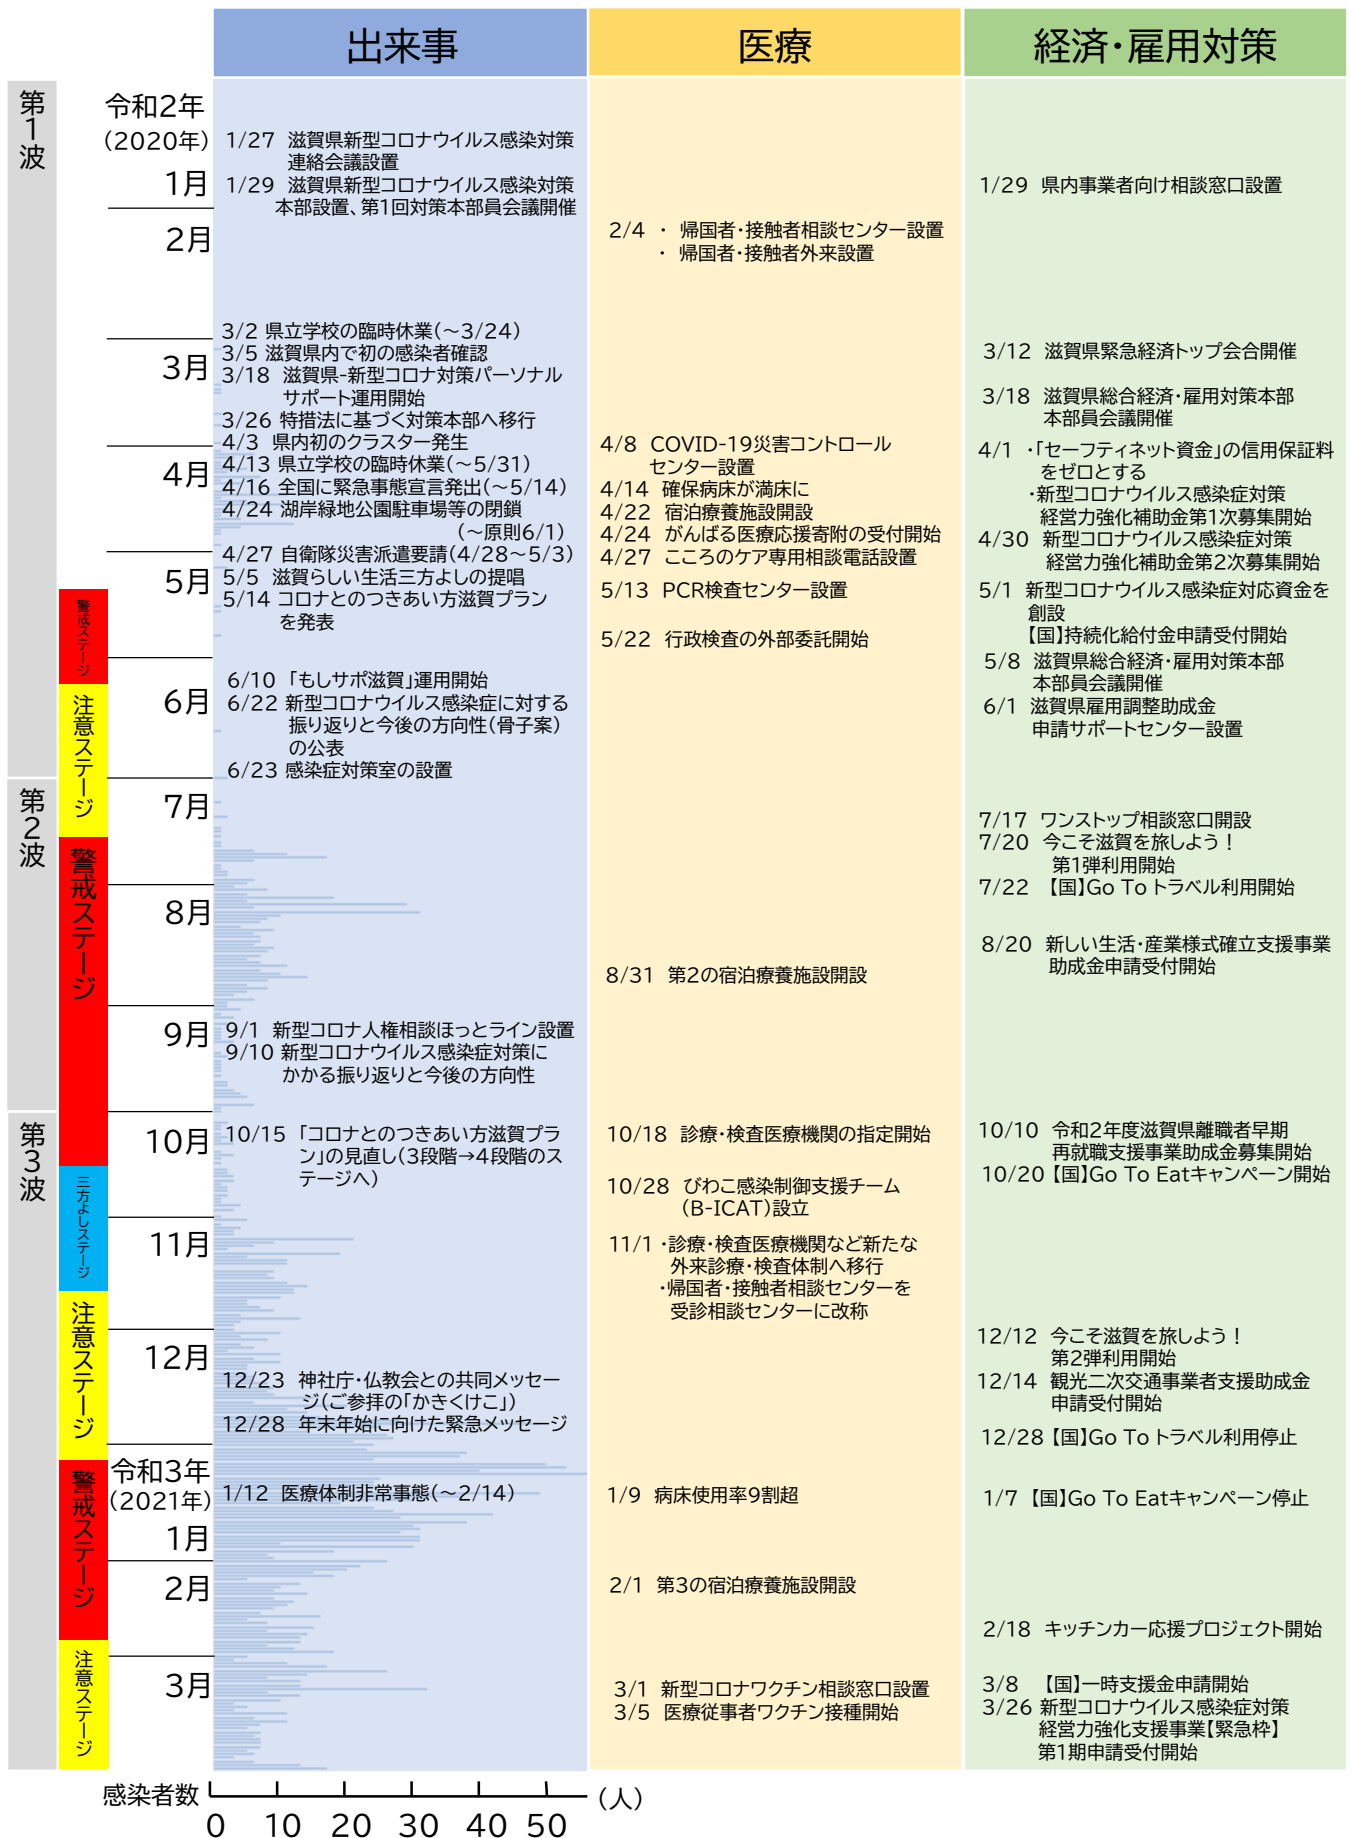 出来事
医療
経済・雇用対策
第1波
令和2年
(2020年)
1月
1/27 滋賀県新型コロナウイルス感染対策
連絡会議設置
1/29 滋賀県新型コロナウイルス感染対策
本部設置、第1回対策本部員会議開催
1/29 県内事業者向け相談窓口設置
2月
2/4 ・ 帰国者・接触者相談センター設置
・ 帰国者・接触者外来設置
3月
3/2 県立学校の臨時休業(～3/24)
3/5 滋賀県内で初の感染者確認
3/18 滋賀県-新型コロナ対策パーソナル
サポート運用開始
3/26 特措法に基づく対策本部へ移行
3/12 滋賀県緊急経済トップ会合開催
3/18 滋賀県総合経済・雇用対策本部
本部員会議開催
4月
4/3 県内初のクラスター発生
4/13 県立学校の臨時休業(～5/31)
4/16 全国に緊急事態宣言発出(～5/14)
4/24 湖岸緑地公園駐車場等の閉鎖
(～原則6/1)
4/27 自衛隊災害派遣要請(4/28～5/3)
4/8 COVID-19災害コントロール
センター設置
4/14 確保病床が満床に
4/22 宿泊療養施設開設
4/24 がんばる医療応援寄附の受付開始
4/27 こころのケア専用相談電話設置
4/1 ・「セーフティネット資金」の信用保証料
をゼロとする
・新型コロナウイルス感染症対策
経営力強化補助金第1次募集開始
4/30 新型コロナウイルス感染症対策
経営力強化補助金第2次募集開始
5月
警戒ステージ
5/5 滋賀らしい生活三方よしの提唱
5/14 コロナとのつきあい方滋賀プラン
を発表
5/13 PCR検査センター設置
5/22 行政検査の外部委託開始
5/1 新型コロナウイルス感染症対応資金を
創設
【国】持続化給付金申請受付開始
5/8 滋賀県総合経済・雇用対策本部
本部員会議開催
6月
注意ステージ
6/10 「もしサポ滋賀」運用開始
6/22 新型コロナウイルス感染症に対する
振り返りと今後の方向性(骨子案)
の公表
6/23 感染症対策室の設置
6/1 滋賀県雇用調整助成金
申請サポートセンター設置
第2波
7月
警戒ステージ
7/17 ワンストップ相談窓口開設
7/20 今こそ滋賀を旅しよう！
第1弾利用開始
7/22 【国】Go To トラベル利用開始
8月
8/31 第2の宿泊療養施設開設
8/20 新しい生活・産業様式確立支援事業
助成金申請受付開始
9月
9/1 新型コロナ人権相談ほっとライン設置
9/10 新型コロナウイルス感染症対策に
かかる振り返りと今後の方向性
第3波
10月
三方よしステージ
10/15 「コロナとのつきあい方滋賀プラ
ン」の見直し(3段階→4段階のス
テージへ)
10/18 診療・検査医療機関の指定開始
10/28 びわこ感染制御支援チーム
(B-ICAT)設立
10/10 令和2年度滋賀県離職者早期
再就職支援事業助成金募集開始
10/20 【国】Go To Eatキャンペーン開始
11月
11/1 ・診療・検査医療機関など新たな
外来診療・検査体制へ移行
・帰国者・接触者相談センターを
受診相談センターに改称
注意ステージ
12月
12/23 神社庁・仏教会との共同メッセー
ジ(ご参拝の「かきくけこ」)
12/28 年末年始に向けた緊急メッセージ
12/12 今こそ滋賀を旅しよう！
第2弾利用開始
12/14 観光二次交通事業者支援助成金
申請受付開始
12/28 【国】Go To トラベル利用停止
警戒ステージ
令和3年
(2021年)
1月
1/12 医療体制非常事態(～2/14)
1/9 病床使用率9割超
1/7 【国】Go To Eatキャンペーン停止
2月
2/1 第3の宿泊療養施設開設
2/18 キッチンカー応援プロジェクト開始
注意ステージ
3月
3/1 新型コロナワクチン相談窓口設置
3/5 医療従事者ワクチン接種開始
3/8 【国】一時支援金申請開始
3/26 新型コロナウイルス感染症対策
経営力強化支援事業【緊急枠】
第1期申請受付開始
感染者数
(人)
0 10 20 30 40 50